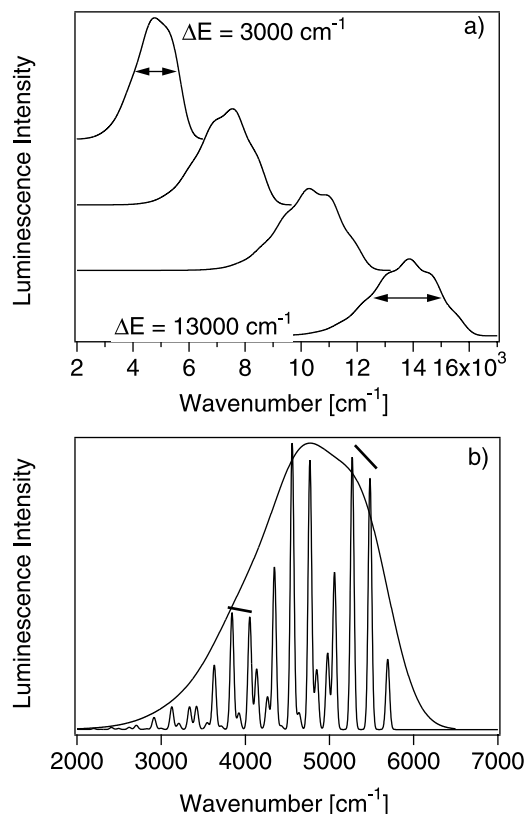 a)
ΔE = 3000 cm⁻¹
Luminescence Intensity
ΔE = 13000 cm⁻¹
2 4 6 8 10 12 14 16x10³
Wavenumber [cm⁻¹]
b)
Luminescence Intensity
2000 3000 4000 5000 6000 7000
Wavenumber [cm⁻¹]